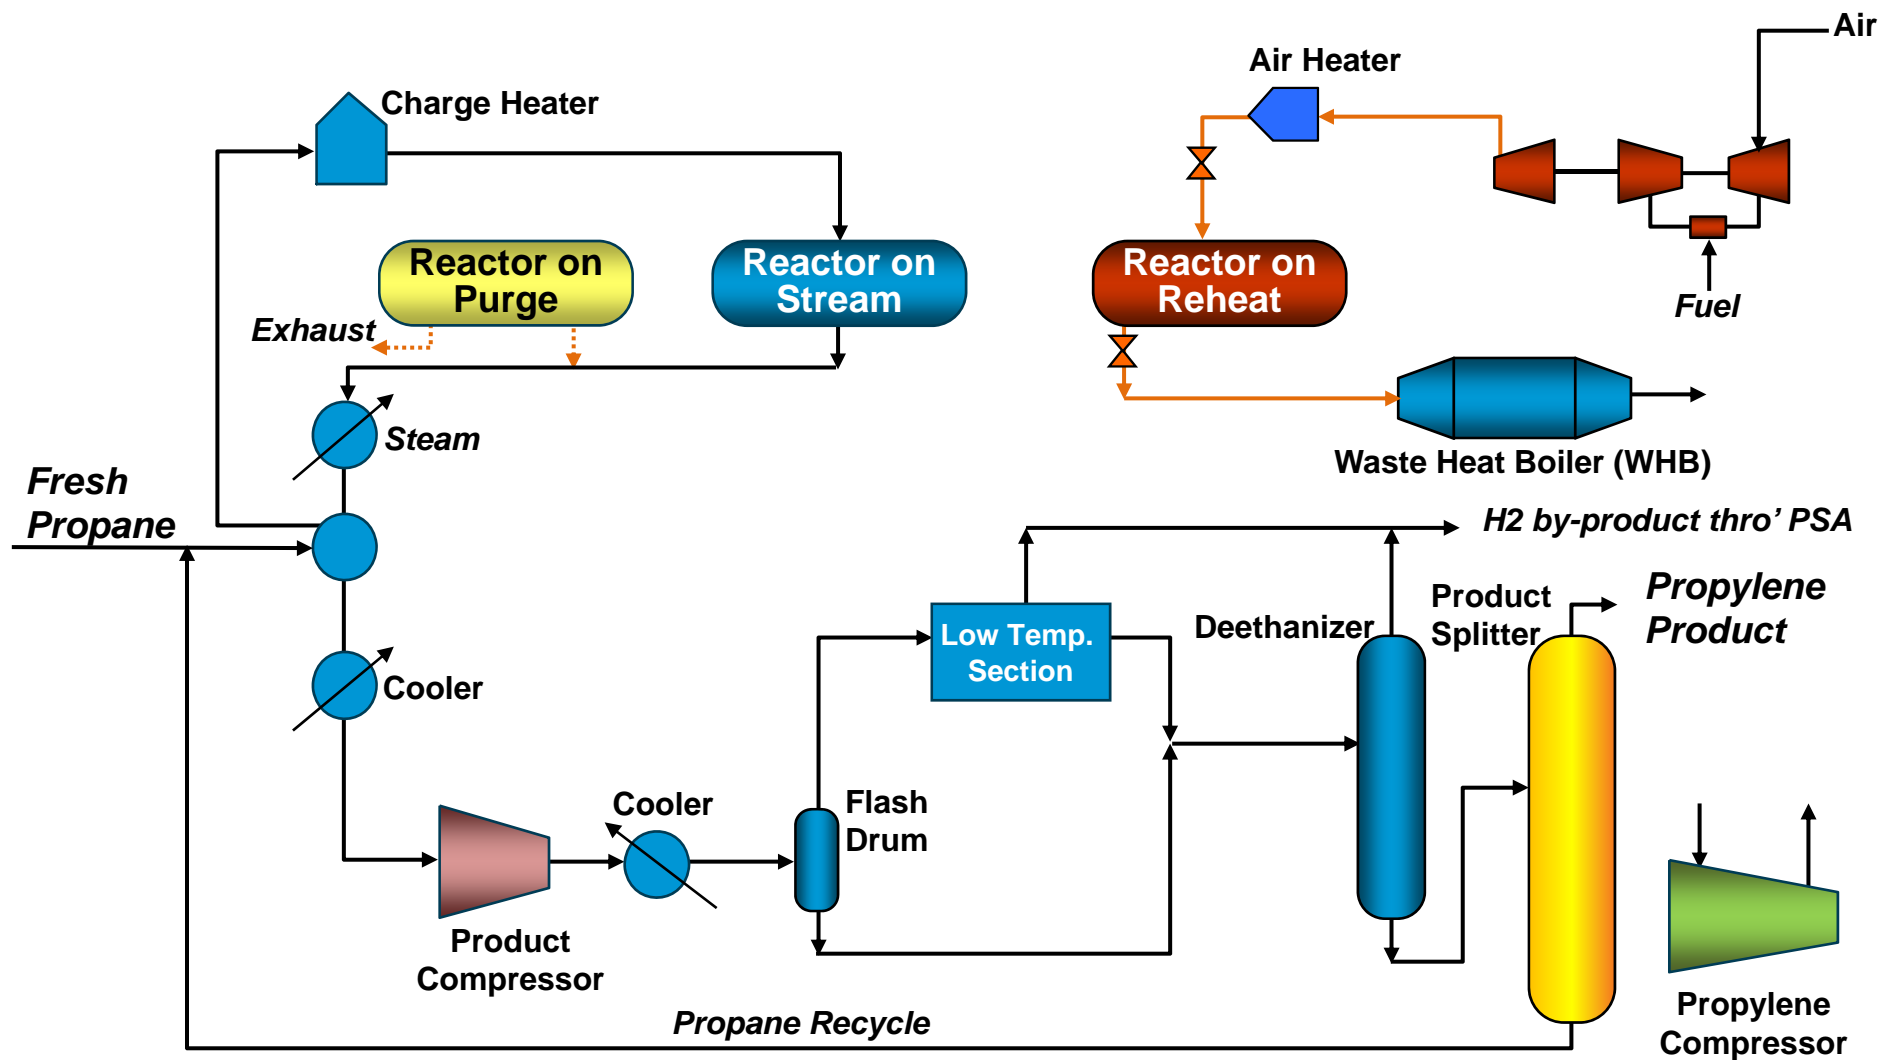 Air
Air Heater
Charge Heater
Reactor on
Purge
Reactor on
Stream
Reactor on
Reheat
Fuel
Exhaust
Steam
Waste Heat Boiler (WHB)
Fresh
Propane
H2 by-product thro' PSA
Propylene
Product
Product
Splitter
Deethanizer
Low Temp.
Section
Cooler
Cooler
Flash
Drum
Product
Compressor
Propane Recycle
Propylene
Compressor